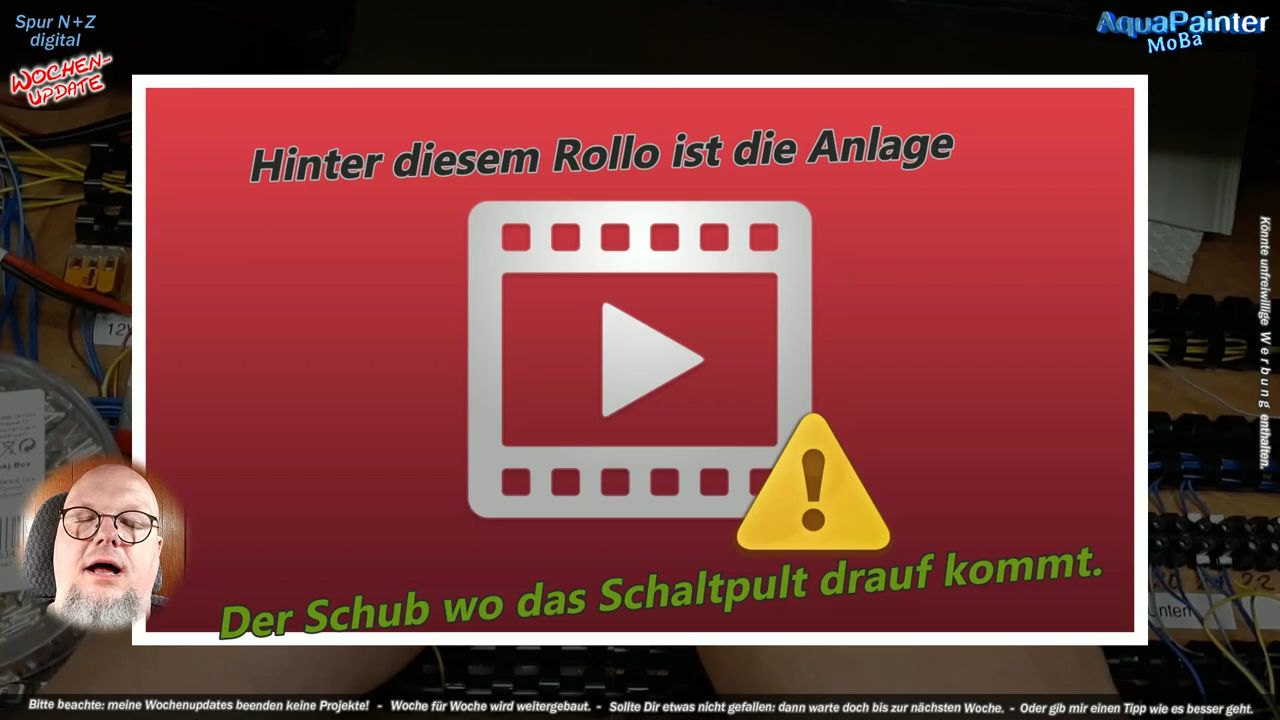 Spur N+Z
digital
WOCHEN-
UPDATE
AquaPainter
MoBa
Hinter diesem Rollo ist die Anlage
Der Schub wo das Schaltpult drauf kommt.
Könnte unfreiwillige Werbung enthalten.
12V
unten
Bitte beachte: meine Wochenupdates beenden keine Projekte! - Woche für Woche wird weitergebaut. - Sollte Dir etwas nicht gefallen: dann warte doch bis zur nächsten Woche. - Oder gib mir einen Tipp wie es besser geht.